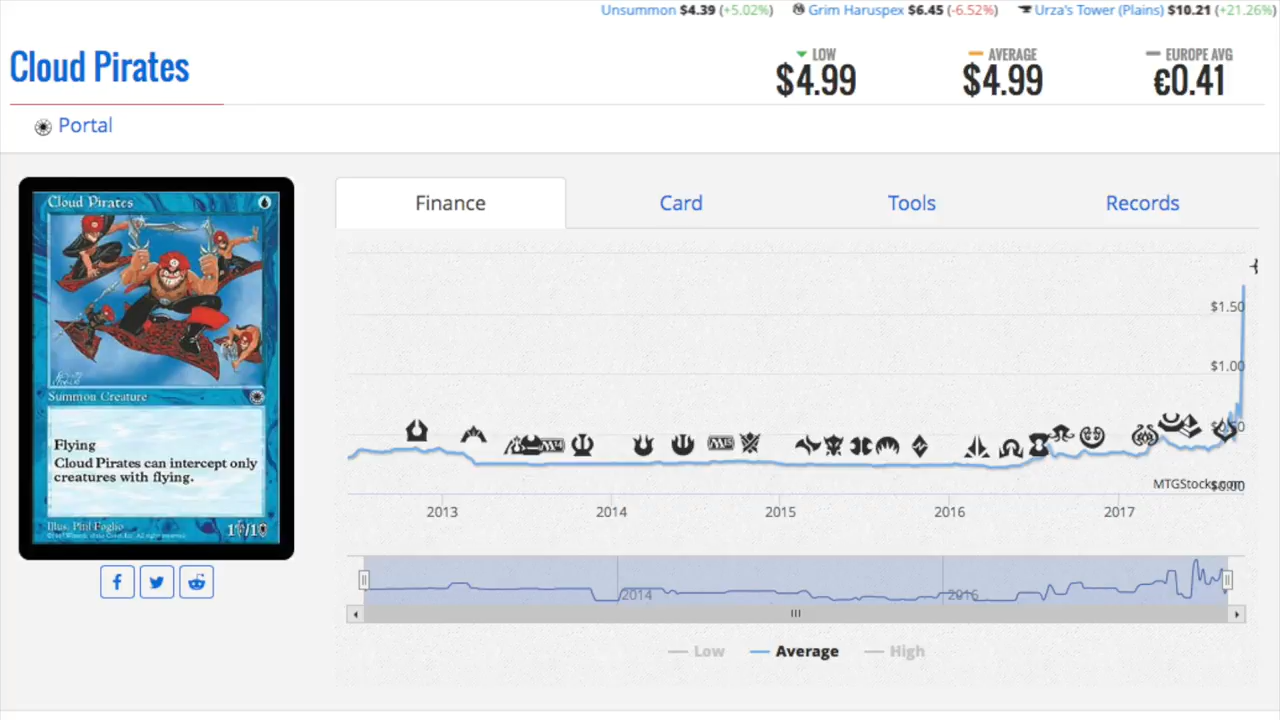 Unsummon $4.39 (+5.02%) Grim Haruspex $6.45 (-6.52%) Urza's Tower (Plains) $10.21 (+21.26%)
Cloud Pirates
LOW AVERAGE EUROPE AVG
$4.99 $4.99 €0.41
Portal
Finance Card Tools Records
Cloud Pirates
Summon Creature
Flying
Cloud Pirates can intercept only
creatures with flying.
Illus. Phil Foglio
$1.50
$1.00
MTGStocks.com
$0.00
2013 2014 2015 2016 2017
2014 2016
Low Average High